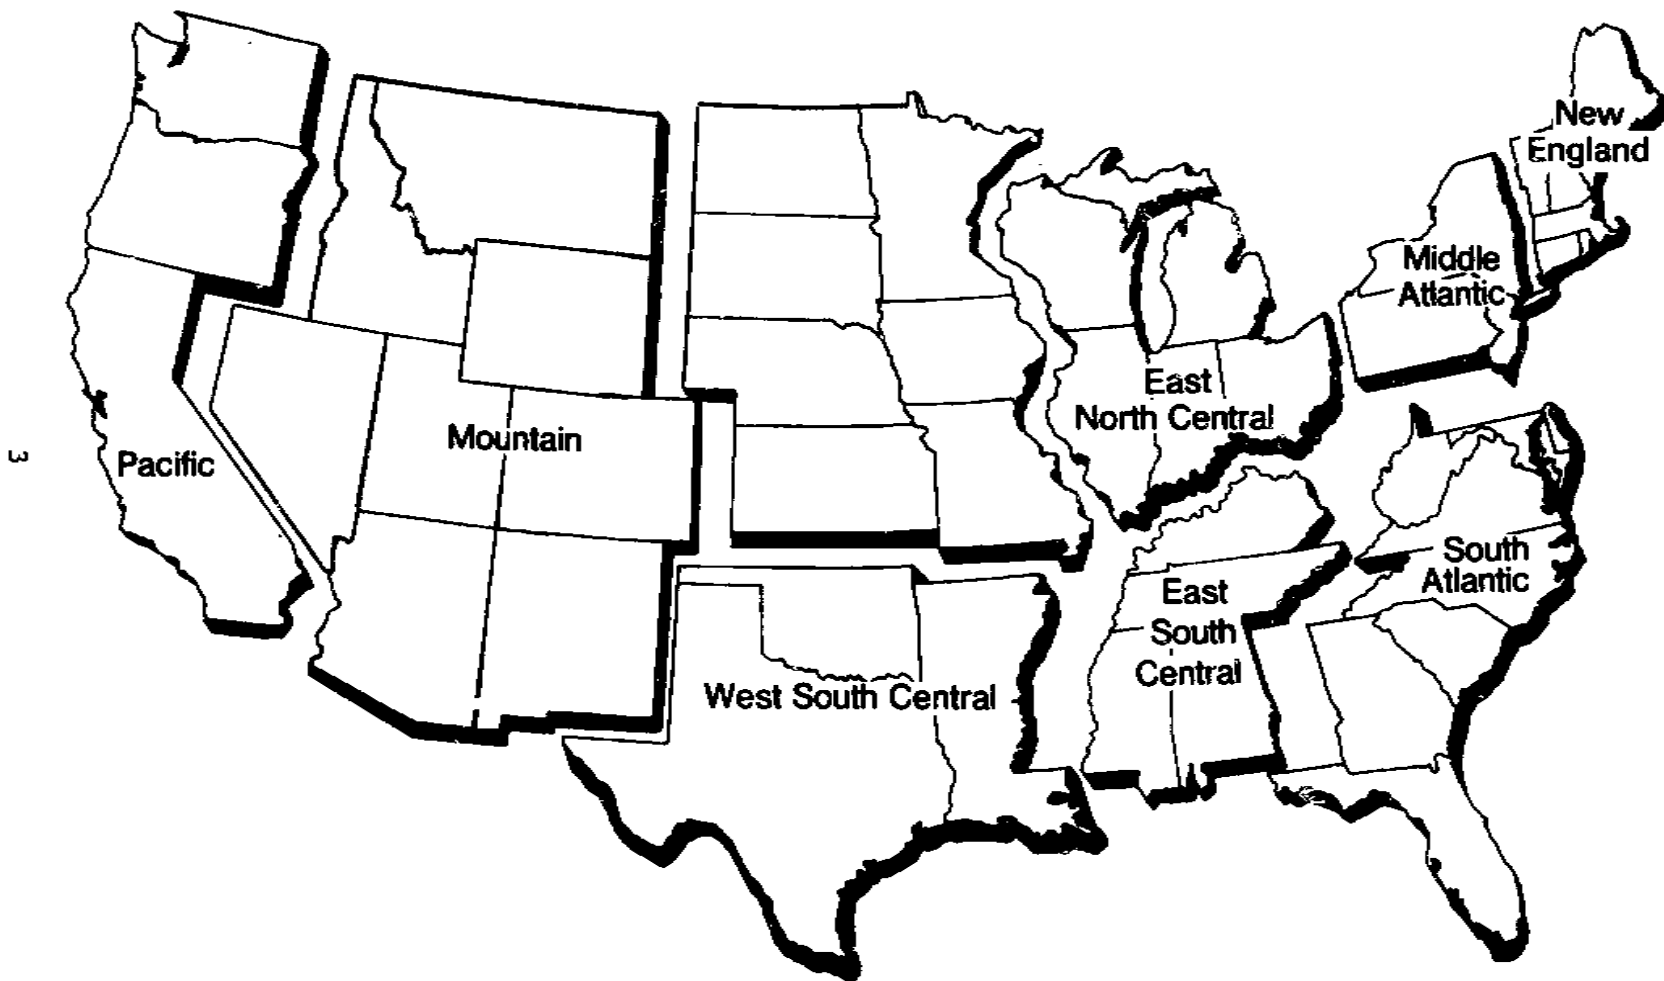 New
England
Middle
Atlantic
East
North Central
Mountain
Pacific
3
South
Atlantic
East
South
Central
West South Central